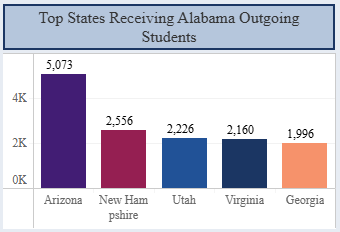 Top States Receiving Alabama Outgoing
Students
5,073
4K
2,556
2,226
2,160
1,996
2K
0K
Arizona
New Ham
pshire
Utah
Virginia
Georgia